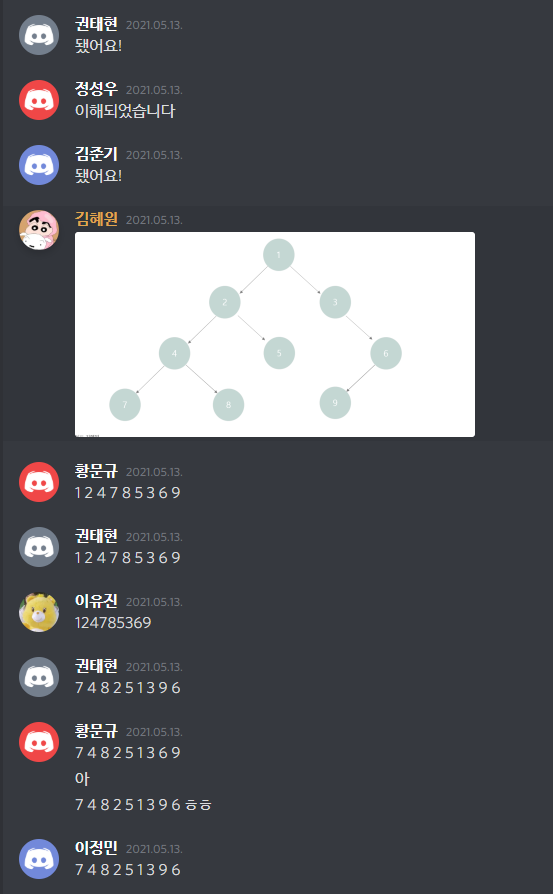 권태현 2021.05.13.
됐어요!
정성우 2021.05.13.
이해되었습니다
김준기 2021.05.13.
됐어요!
김혜원 2021.05.13.
1
2 3
4 5 6
7 8 9
황문규 2021.05.13.
1 2 4 7 8 5 3 6 9
권태현 2021.05.13.
1 2 4 7 8 5 3 6 9
이유진 2021.05.13.
124785369
권태현 2021.05.13.
7 4 8 2 5 1 3 9 6
황문규 2021.05.13.
7 4 8 2 5 1 3 6 9
아
7 4 8 2 5 1 3 9 6 ㅎㅎ
이정민 2021.05.13.
7 4 8 2 5 1 3 9 6